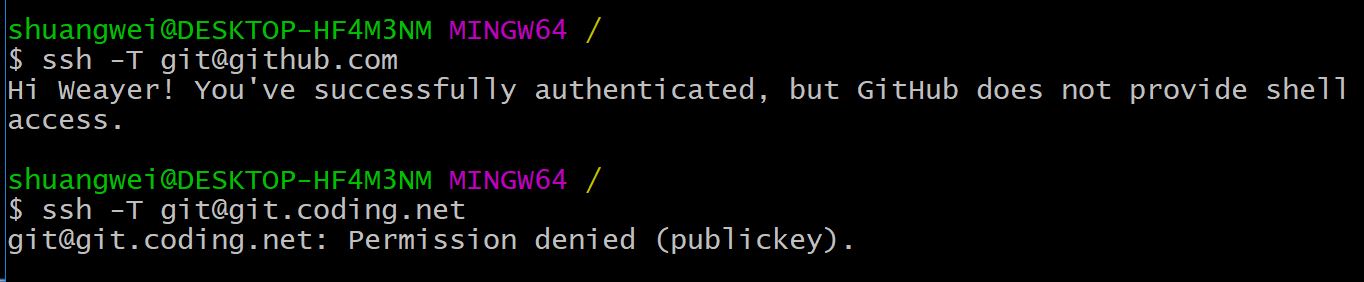 shuangwei@DESKTOP-HF4M3NM MINGW64 /
$ ssh -T git@github.com
Hi Weayer! You've successfully authenticated, but GitHub does not provide shell
access.
shuangwei@DESKTOP-HF4M3NM MINGW64 /
$ ssh -T git@git.coding.net
git@git.coding.net: Permission denied (publickey).